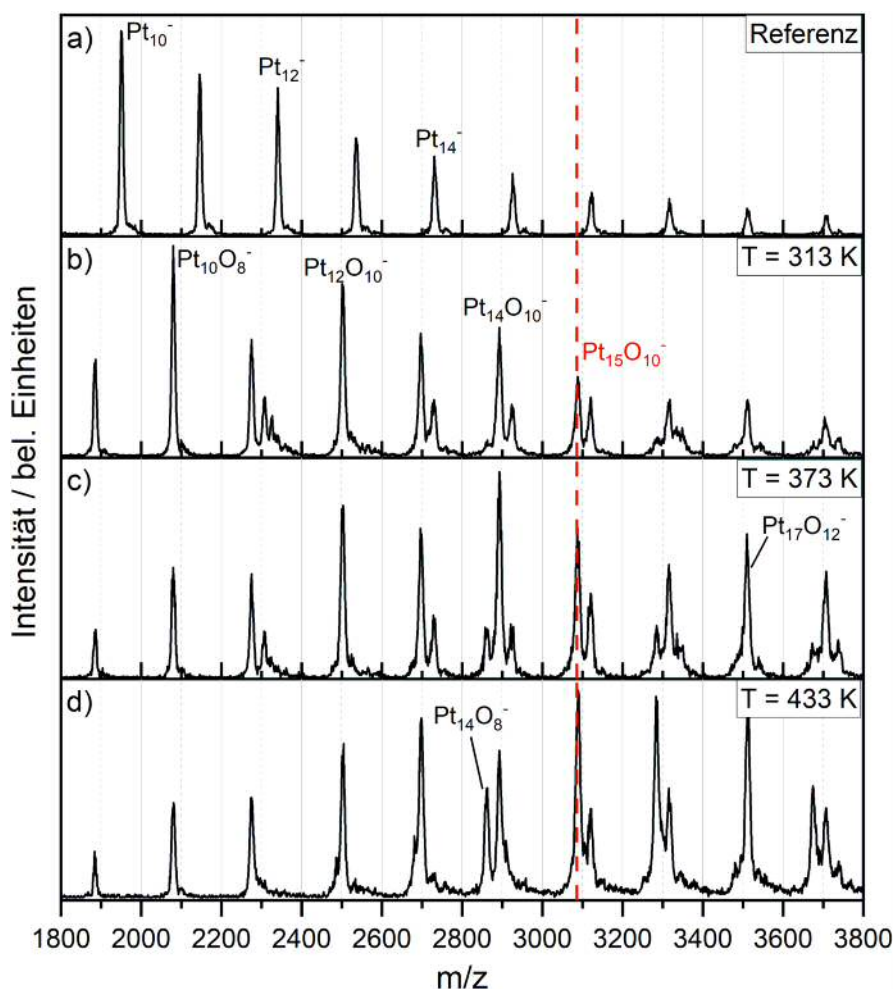 a)
Pt₁₀⁻
Pt₁₂⁻
Pt₁₄⁻
Referenz
b)
Pt₁₀O₈⁻
Pt₁₂O₁₀⁻
Pt₁₄O₁₀⁻
Pt₁₅O₁₀⁻
T = 313 K
c)
T = 373 K
Pt₁₇O₁₂⁻
d)
Pt₁₄O₈⁻
T = 433 K
Intensität / bel. Einheiten
1800 2000 2200 2400 2600 2800 3000 3200 3400 3600 3800
m/z